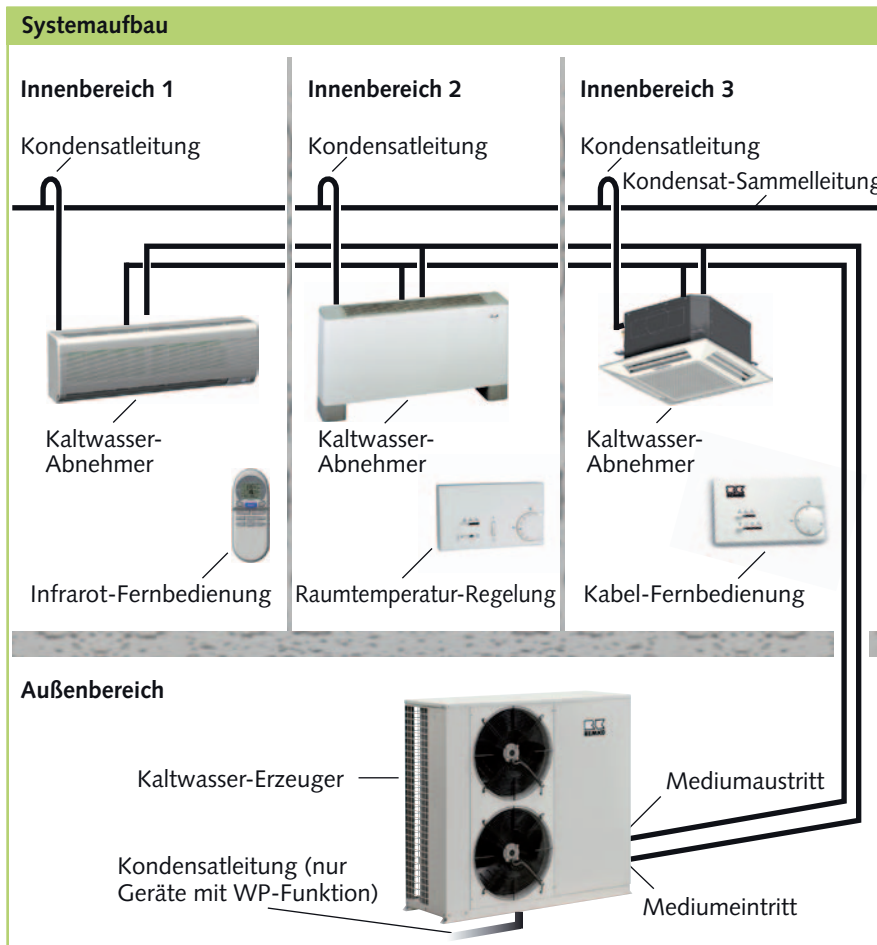 Systemaufbau
Innenbereich 1
Innenbereich 2
Innenbereich 3
Kondensatleitung
Kondensatleitung
Kondensatleitung
Kondensat-Sammelleitung
Kaltwasser-
Abnehmer
Kaltwasser-
Abnehmer
Kaltwasser-
Abnehmer
Infrarot-Fernbedienung
Raumtemperatur-Regelung
Kabel-Fernbedienung
Außenbereich
REMKO
Kaltwasser-Erzeuger
Mediumaustritt
Kondensatleitung (nur
Geräte mit WP-Funktion)
Mediumeintritt